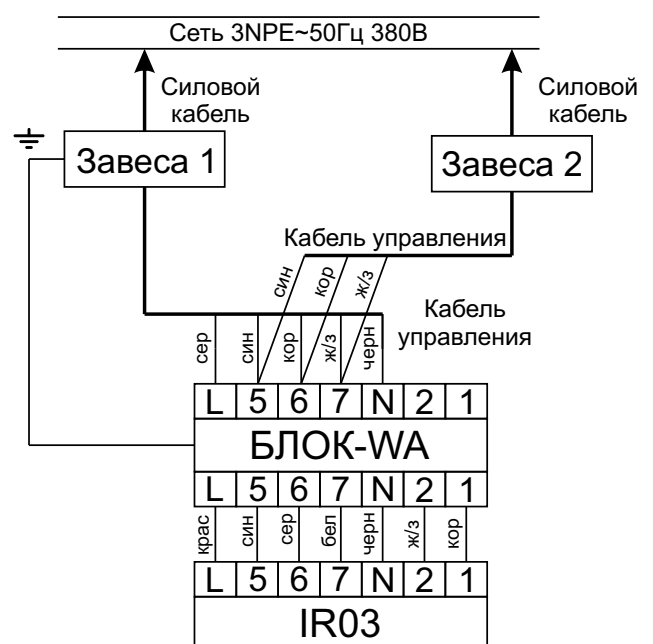 Сеть 3NPE~50Гц 380В
Силовой
кабель
Силовой
кабель
Завеса 1
Завеса 2
Кабель управления
син
кор
ж/з
Кабель
управления
сер
син
кор
ж/з
черн
L 5 6 7 N 2 1
БЛОК-WA
L 5 6 7 N 2 1
крас
син
сер
бел
черн
ж/з
кор
L 5 6 7 N 2 1
IR03